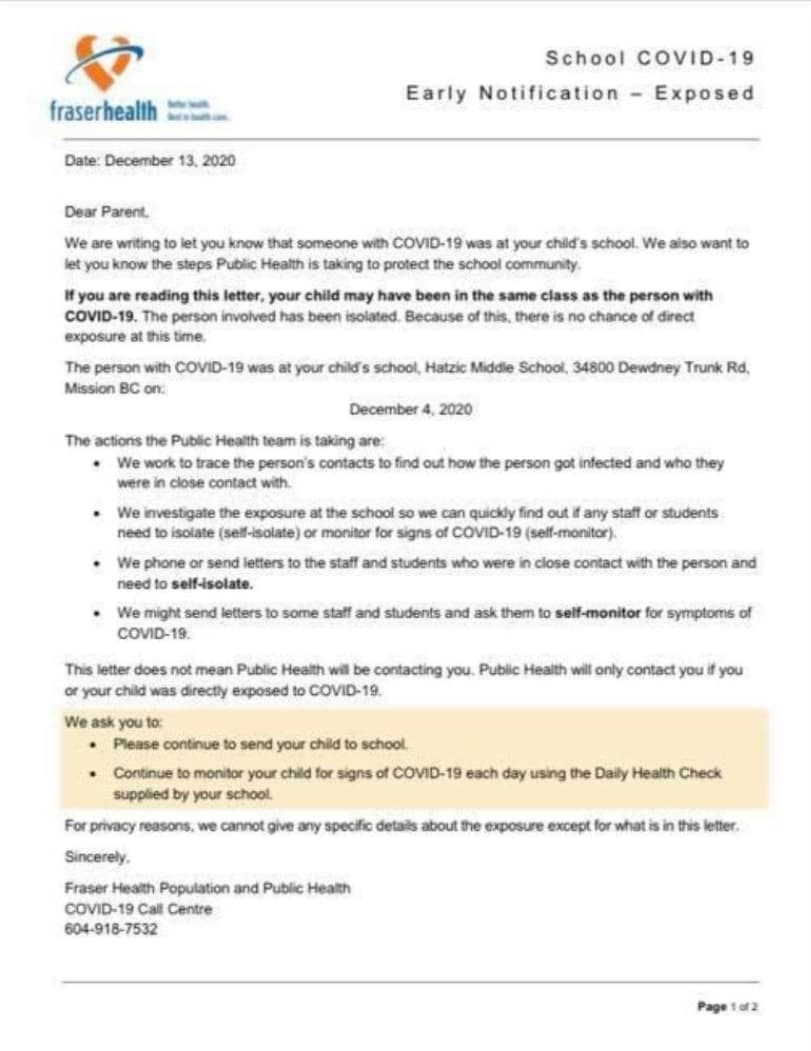 School COVID-19
Early Notification – Exposed
fraserhealth
Better health.
Best in health care.
Date: December 13, 2020
Dear Parent,
We are writing to let you know that someone with COVID-19 was at your child's school. We also want to
let you know the steps Public Health is taking to protect the school community.
If you are reading this letter, your child may have been in the same class as the person with
COVID-19. The person involved has been isolated. Because of this, there is no chance of direct
exposure at this time.
The person with COVID-19 was at your child's school, Hatzic Middle School, 34800 Dewdney Trunk Rd,
Mission BC on:
December 4, 2020
The actions the Public Health team is taking are:
• We work to trace the person's contacts to find out how the person got infected and who they
were in close contact with.
• We investigate the exposure at the school so we can quickly find out if any staff or students
need to isolate (self-isolate) or monitor for signs of COVID-19 (self-monitor).
• We phone or send letters to the staff and students who were in close contact with the person and
need to self-isolate.
• We might send letters to some staff and students and ask them to self-monitor for symptoms of
COVID-19.
This letter does not mean Public Health will be contacting you. Public Health will only contact you if you
or your child was directly exposed to COVID-19.
We ask you to:
• Please continue to send your child to school.
• Continue to monitor your child for signs of COVID-19 each day using the Daily Health Check
supplied by your school.
For privacy reasons, we cannot give any specific details about the exposure except for what is in this letter.
Sincerely,
Fraser Health Population and Public Health
COVID-19 Call Centre
604-918-7532
Page 1 of 2